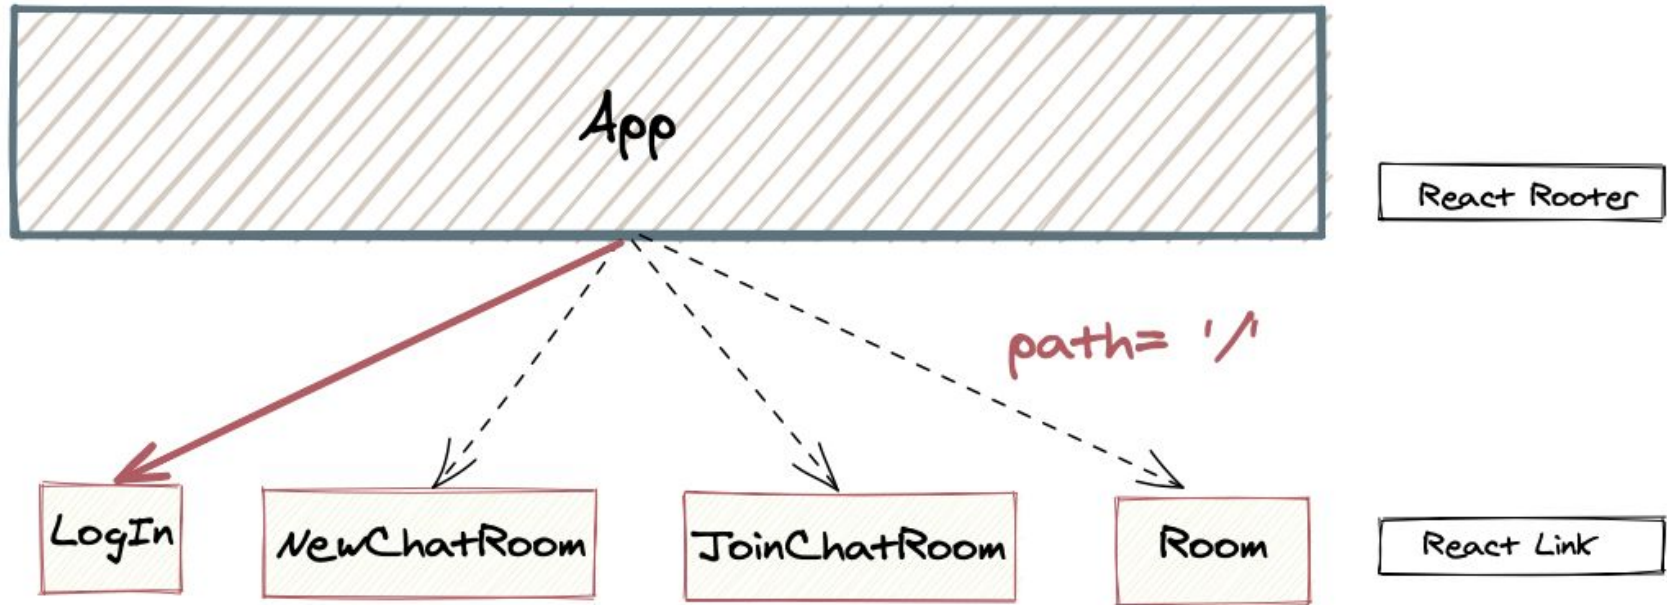 App
React Rooter
path= '/'
LogIn
NewChatRoom
JoinChatRoom
Room
React Link